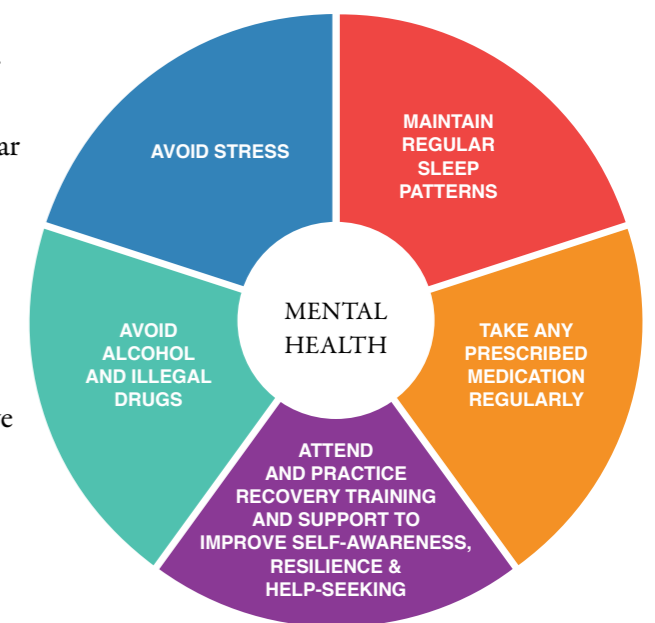 ar
e
MENTAL
HEALTH
MAINTAIN
REGULAR
SLEEP
PATTERNS
TAKE ANY
PRESCRIBED
MEDICATION
REGULARLY
ATTEND
AND PRACTICE
RECOVERY TRAINING
AND SUPPORT TO
IMPROVE SELF-AWARENESS,
RESILIENCE &
HELP-SEEKING
AVOID
ALCOHOL
AND ILLEGAL
DRUGS
AVOID STRESS